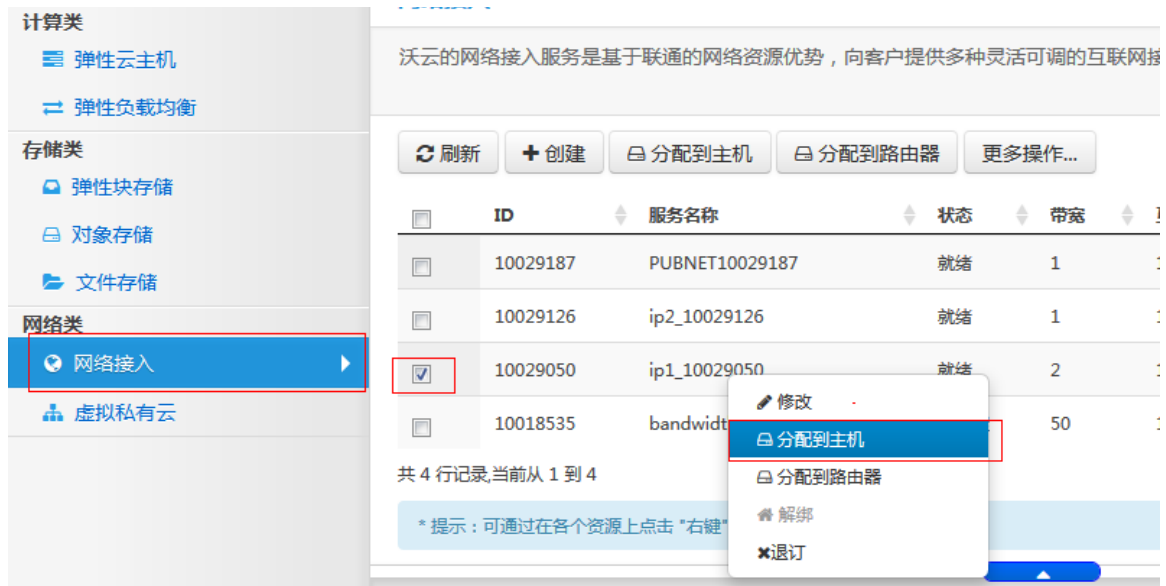 计算类
弹性云主机
弹性负载均衡
存储类
弹性块存储
对象存储
文件存储
网络类
网络接入
虚拟私有云
沃云的网络接入服务是基于联通的网络资源优势，向客户提供多种灵活可调的互联网接
刷新 创建 分配到主机 分配到路由器 更多操作...
ID 服务名称 状态 带宽
10029187 PUBNET10029187 就绪 1
10029126 ip2_10029126 就绪 1
10029050 ip1_10029050 就绪 2
10018535 bandwidt 50
修改
分配到主机
分配到路由器
解绑
退订
共 4 行记录,当前从 1 到 4
* 提示：可通过在各个资源上点击 "右键"